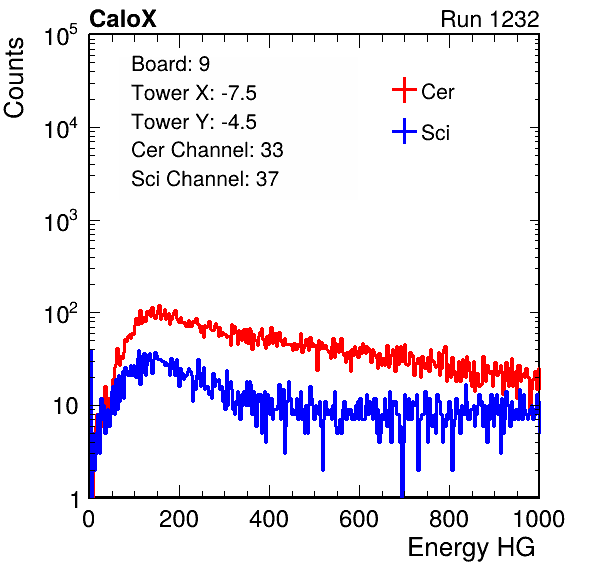 CaloX Run 1232
Counts
10^5
10^4
10^3
10^2
10
1
Board: 9
Tower X: -7.5
Tower Y: -4.5
Cer Channel: 33
Sci Channel: 37
Cer
Sci
0 200 400 600 800 1000
Energy HG